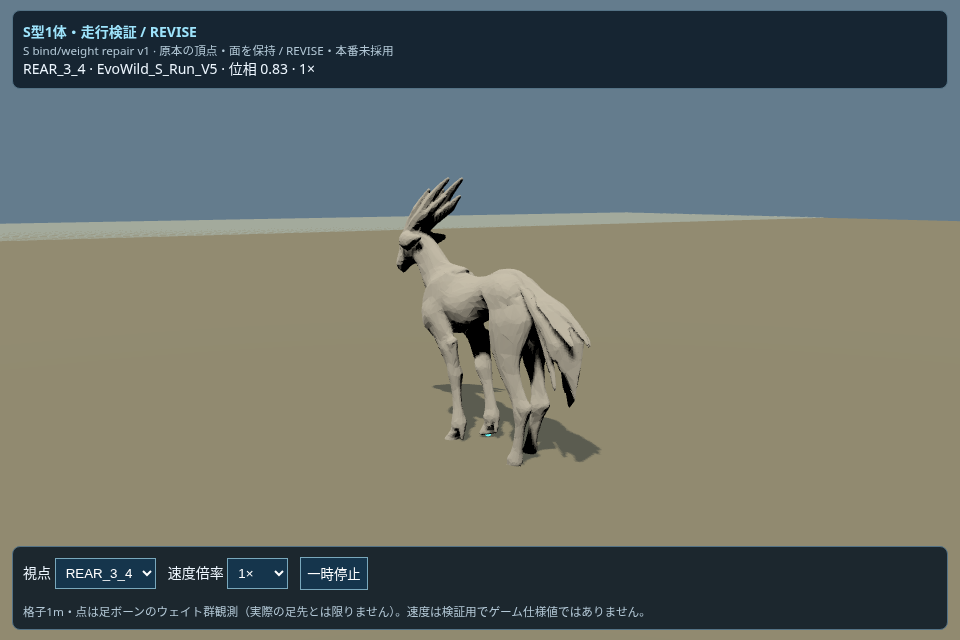 S型1体・走行検証 / REVISE
S bind/weight repair v1 · 原本の頂点・面を保持 / REVISE・本番未採用
REAR_3_4 · EvoWild_S_Run_V5 · 位相 0.83 · 1×
視点 REAR_3_4 速度倍率 1× 一時停止
格子1m・点は足ボーンのウェイト群観測（実際の足先とは限りません）。速度は検証用でゲーム仕様値ではありません。